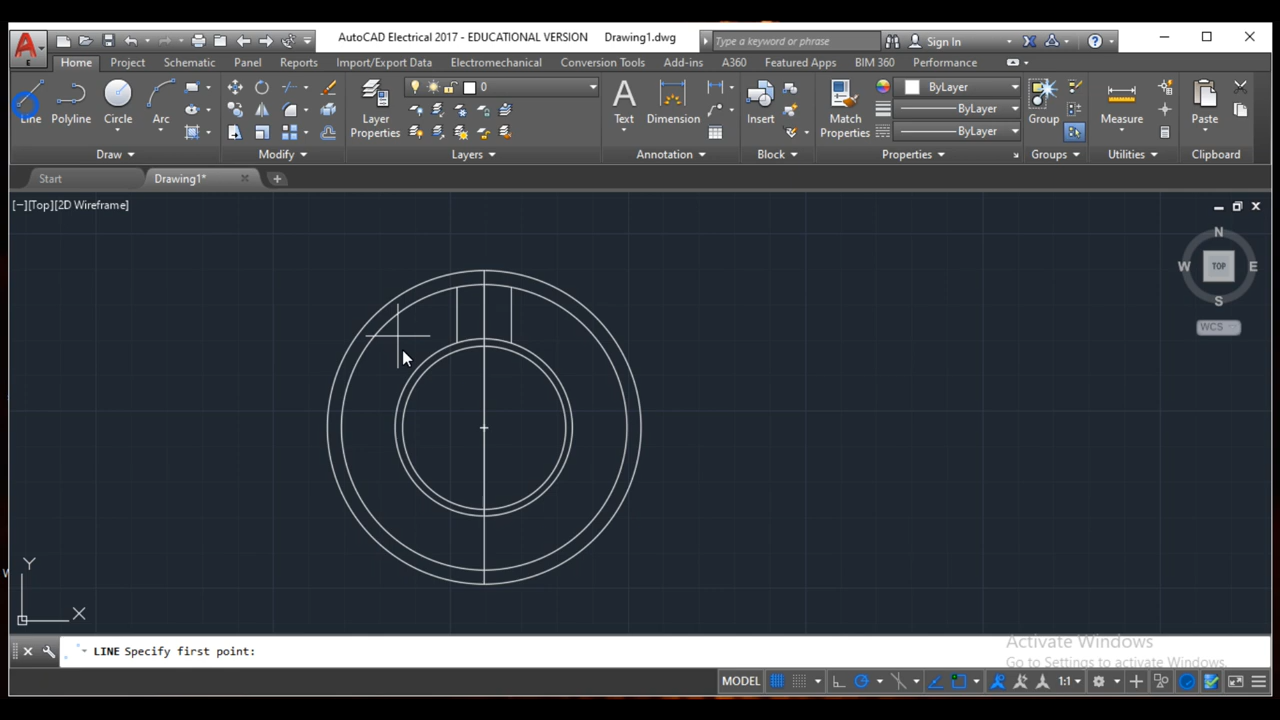 AutoCAD Electrical 2017 - EDUCATIONAL VERSION Drawing1.dwg
Type a keyword or phrase
Sign In
Home Project Schematic Panel Reports Import/Export Data Electromechanical Conversion Tools Add-ins A360 Featured Apps BIM 360 Performance
Line Polyline Circle Arc
Layer Properties
0
Text Dimension
Insert
Match Properties
ByLayer
ByLayer
ByLayer
Group Measure Paste
Draw Modify Layers Annotation Block Properties Groups Utilities Clipboard
Start Drawing1*
[−][Top][2D Wireframe]
N
W TOP E
S
WCS
Y
X
LINE Specify first point:
Activate Windows
Go to Settings to activate Windows.
MODEL 1:1